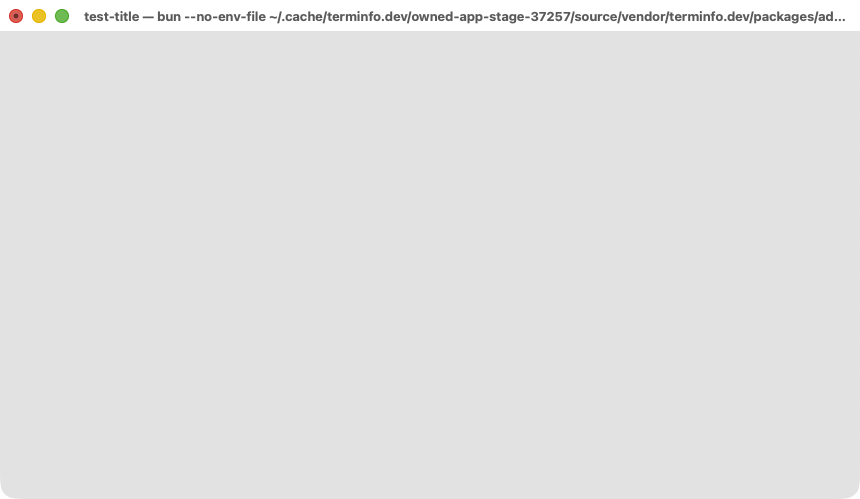 test-title — bun --no-env-file ~/.cache/terminfo.dev/owned-app-stage-37257/source/vendor/terminfo.dev/packages/ad...